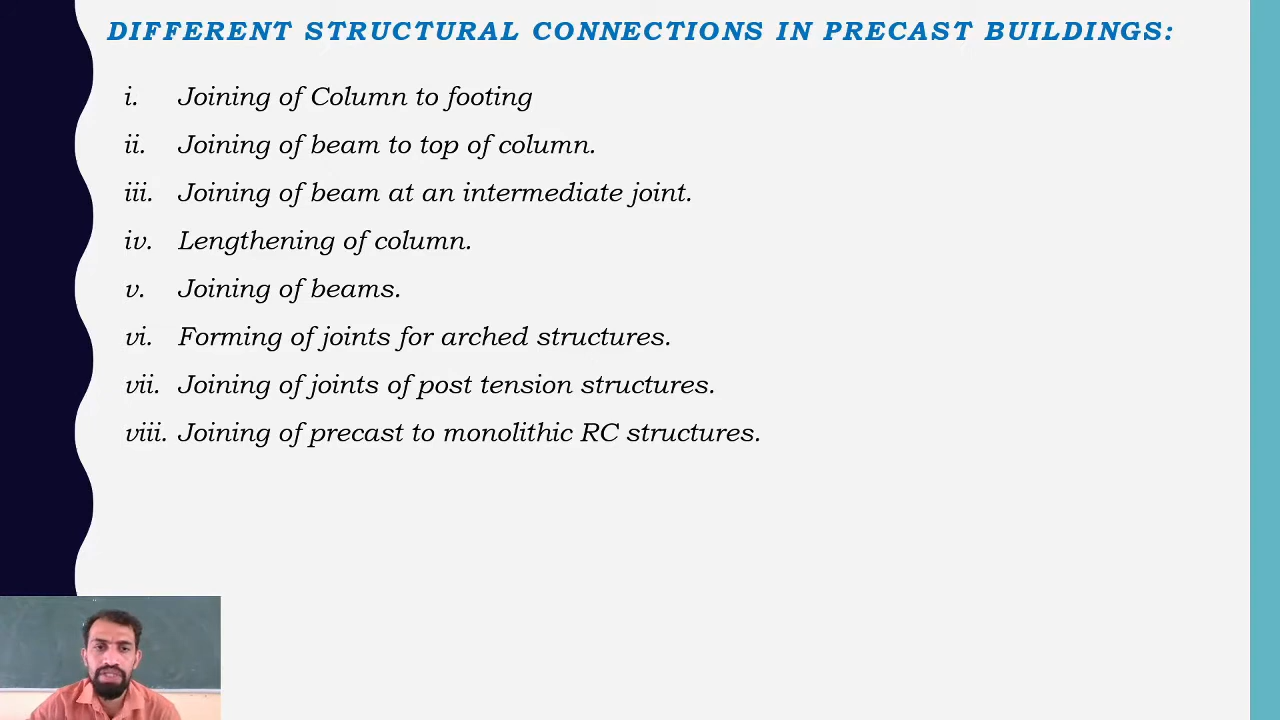 DIFFERENT STRUCTURAL CONNECTIONS IN PRECAST BUILDINGS:
i. Joining of Column to footing
ii. Joining of beam to top of column.
iii. Joining of beam at an intermediate joint.
iv. Lengthening of column.
v. Joining of beams.
vi. Forming of joints for arched structures.
vii. Joining of joints of post tension structures.
viii. Joining of precast to monolithic RC structures.